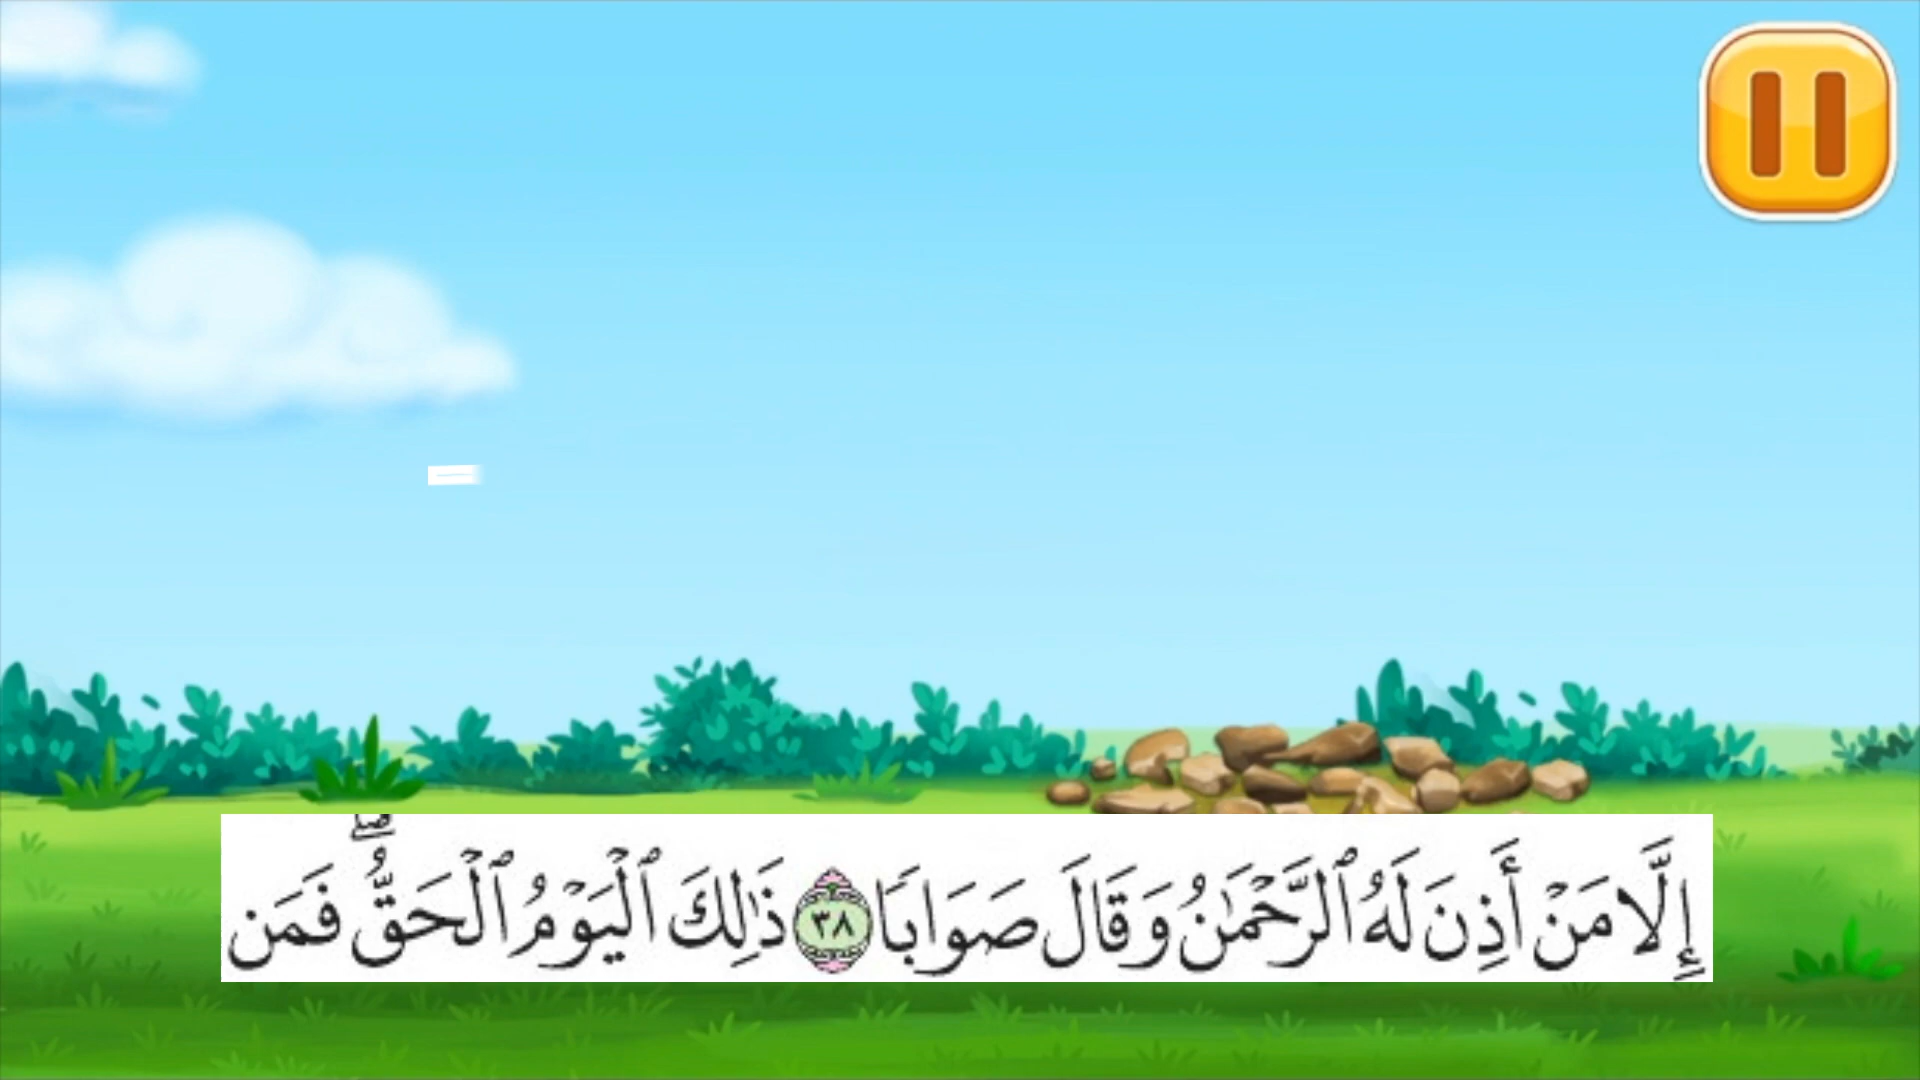 إِلَّا مَنْ أَذِنَ لَهُ ٱلرَّحْمَٰنُ وَقَالَ صَوَابًا ٣٨ ذَٰلِكَ ٱلْيَوْمُ ٱلْحَقُّ ۖ فَمَن